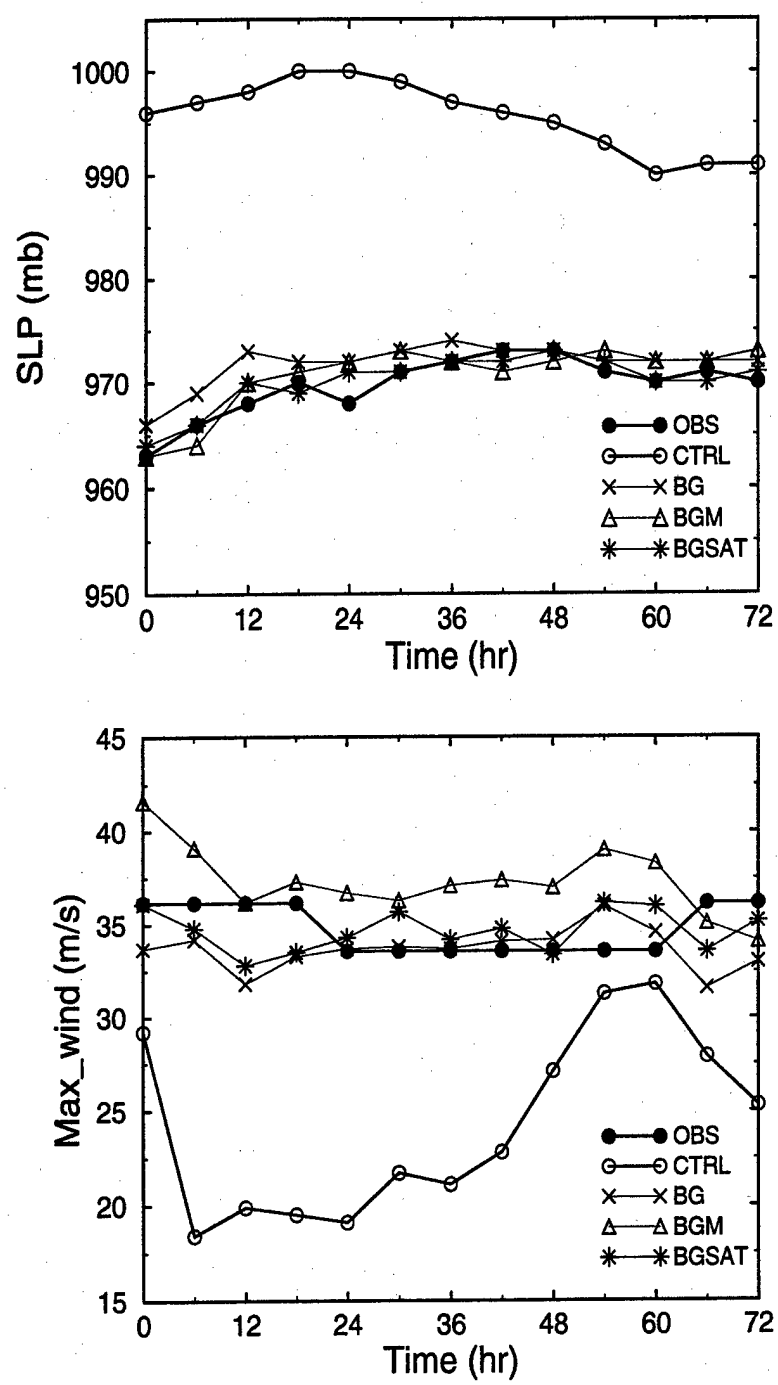 1000
990
980
970
960
950
SLP (mb)
OBS
CTRL
BG
BGM
BGSAT
0 12 24 36 48 60 72
Time (hr)
45
40
35
30
25
20
15
Max_wind (m/s)
OBS
CTRL
BG
BGM
BGSAT
0 12 24 36 48 60 72
Time (hr)